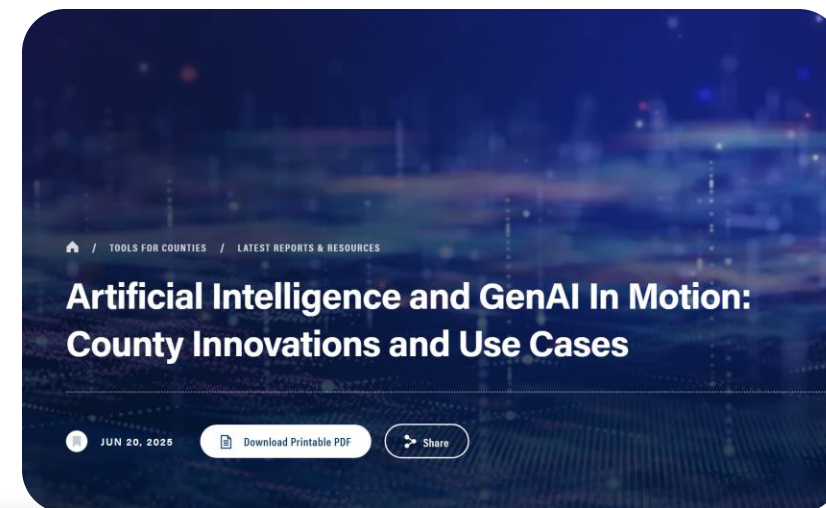 / TOOLS FOR COUNTIES / LATEST REPORTS & RESOURCES
Artificial Intelligence and GenAI In Motion:
County Innovations and Use Cases
JUN 20, 2025 Download Printable PDF Share